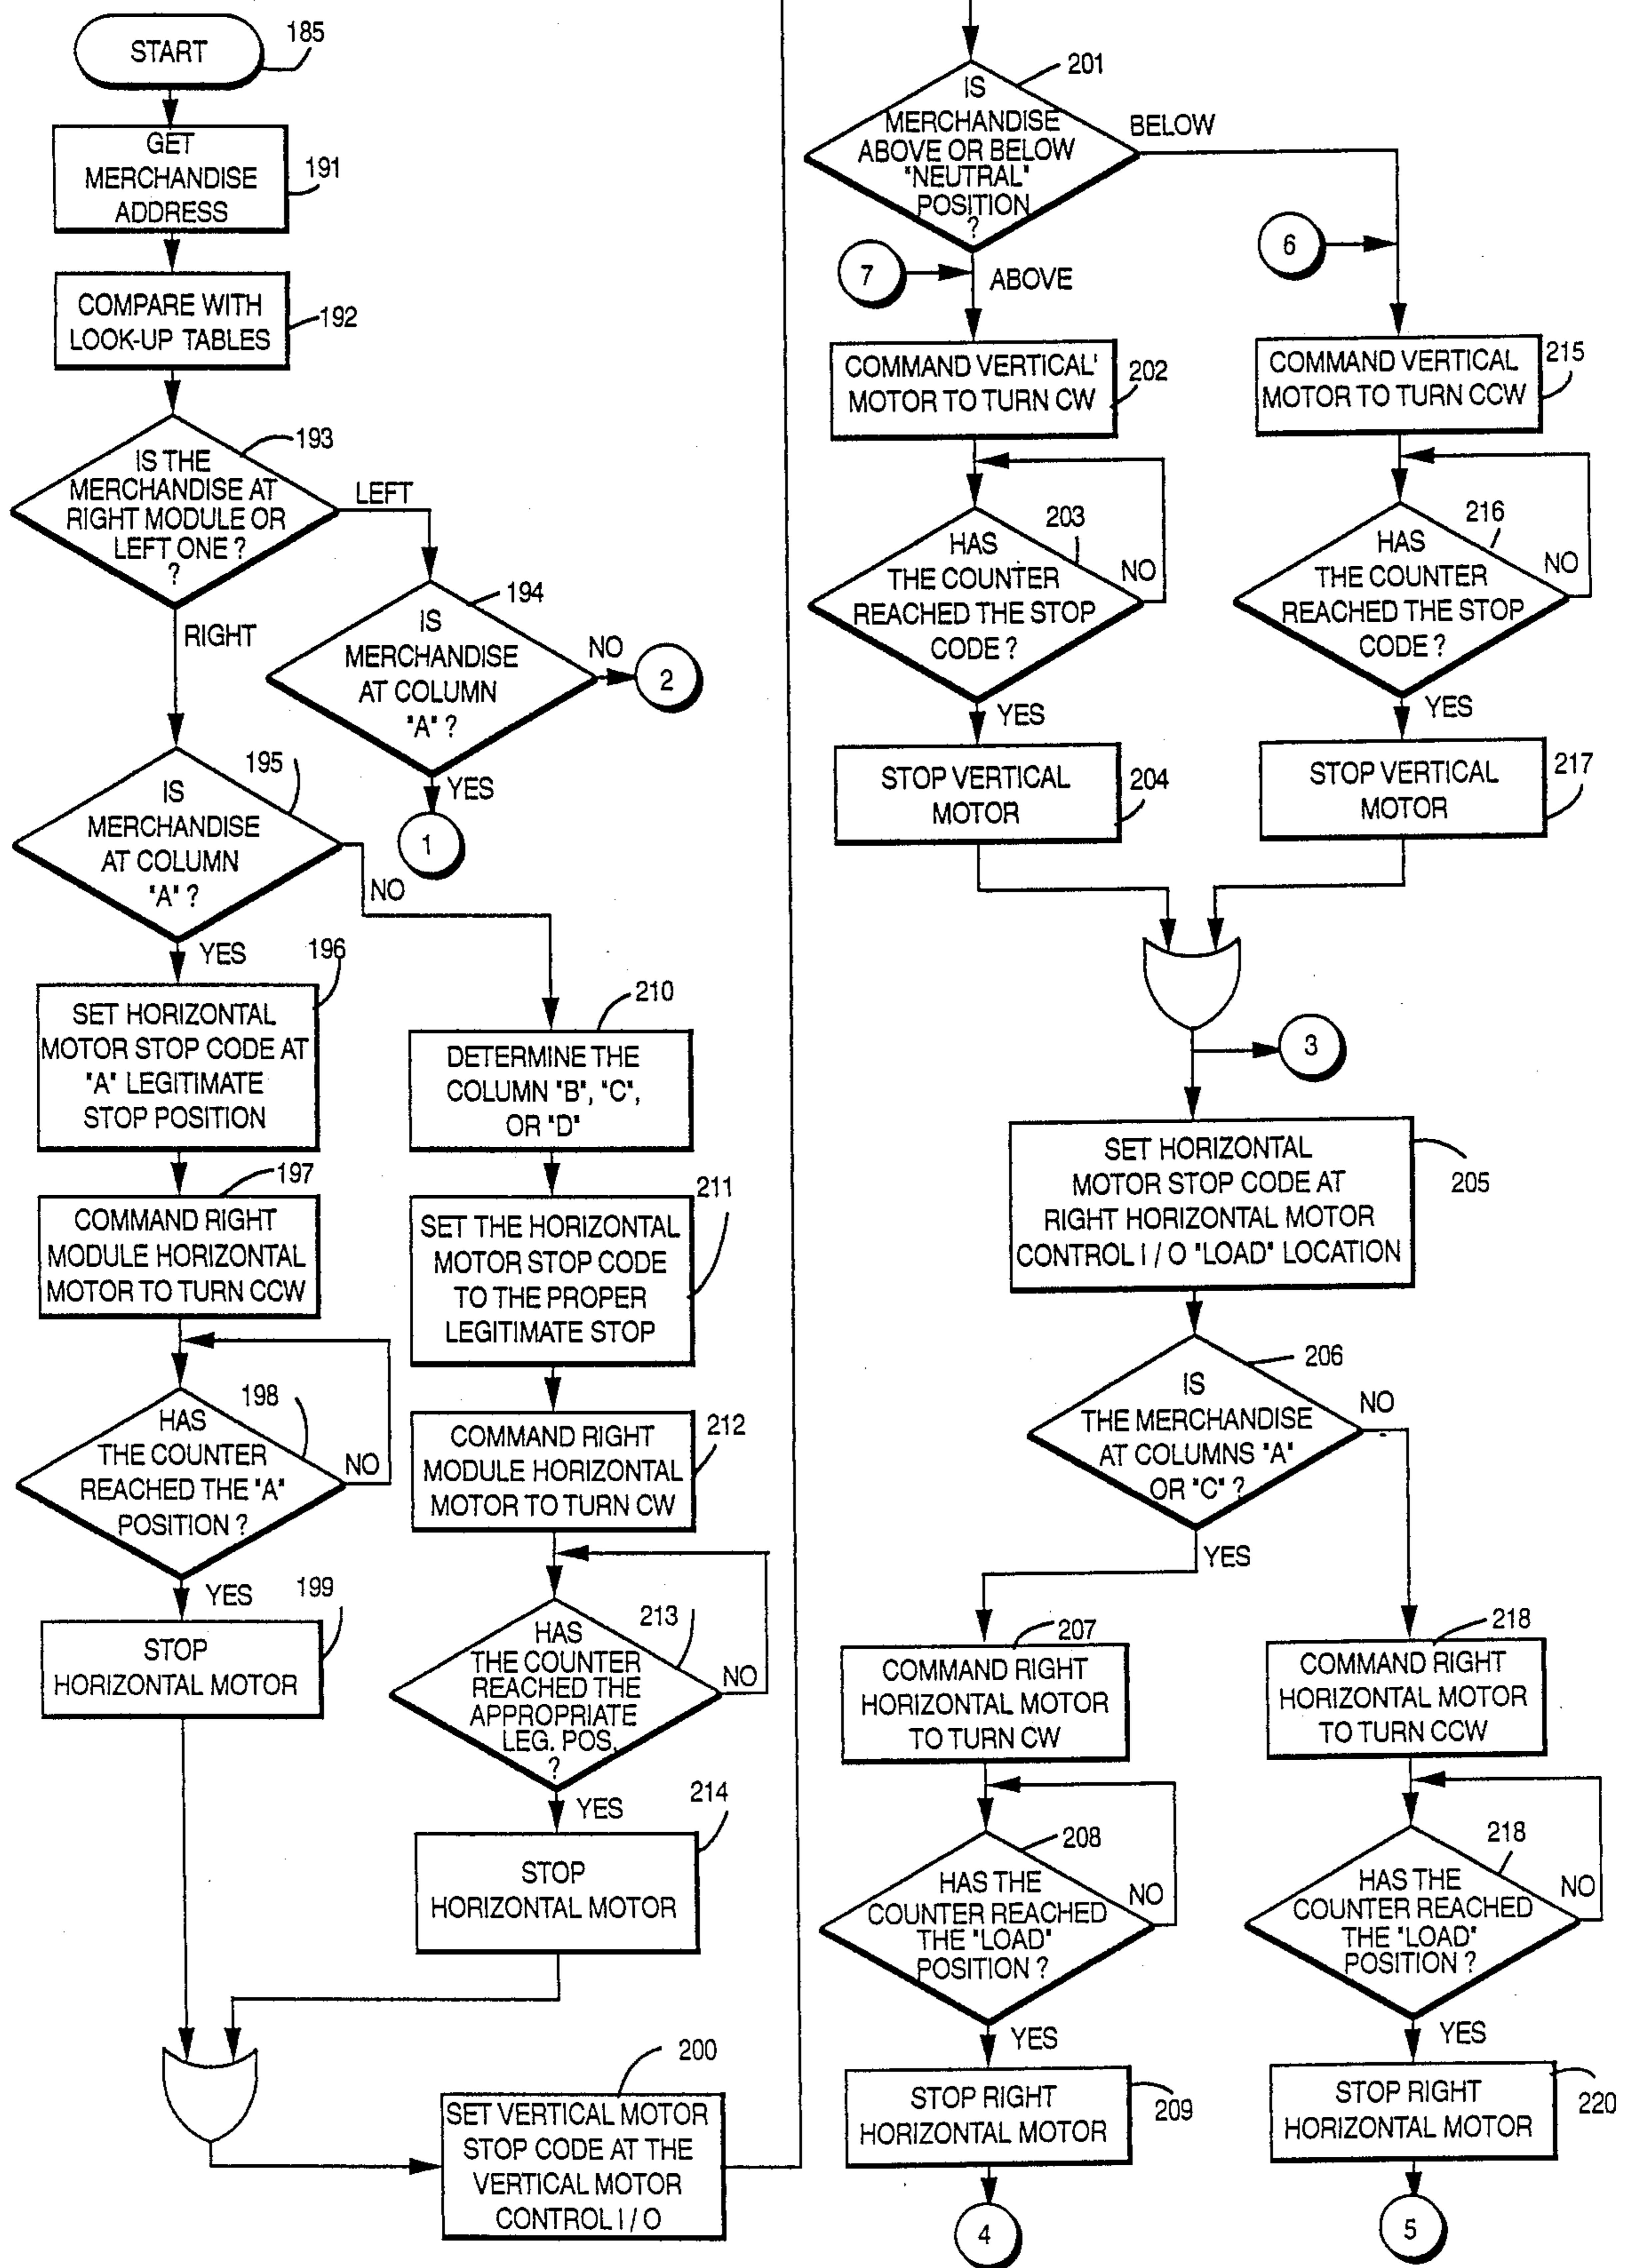 START
185
GET
MERCHANDISE
ADDRESS
191
COMPARE WITH
LOOK-UP TABLES
192
193
IS THE
MERCHANDISE AT
RIGHT MODULE OR
LEFT ONE ?
?
LEFT
RIGHT
194
IS
MERCHANDISE
AT COLUMN
"A" ?
NO
2
YES
1
195
IS
MERCHANDISE
AT COLUMN
"A" ?
NO
YES
196
SET HORIZONTAL
MOTOR STOP CODE AT
"A" LEGITIMATE
STOP POSITION
197
COMMAND RIGHT
MODULE HORIZONTAL
MOTOR TO TURN CCW
198
HAS
THE COUNTER
REACHED THE "A"
POSITION ?
NO
YES
199
STOP
HORIZONTAL MOTOR
210
DETERMINE THE
COLUMN "B", "C",
OR "D"
211
SET THE HORIZONTAL
MOTOR STOP CODE
TO THE PROPER
LEGITIMATE STOP
212
COMMAND RIGHT
MODULE HORIZONTAL
MOTOR TO TURN CW
213
HAS
THE COUNTER
REACHED THE
APPROPRIATE
LEG. POS.
?
NO
YES
214
STOP
HORIZONTAL MOTOR
200
SET VERTICAL MOTOR
STOP CODE AT THE
VERTICAL MOTOR
CONTROL I / O
201
IS
MERCHANDISE
ABOVE OR BELOW
"NEUTRAL"
POSITION
?
BELOW
7
ABOVE
6
COMMAND VERTICAL'
MOTOR TO TURN CW
202
COMMAND VERTICAL
MOTOR TO TURN CCW
215
203
HAS
THE COUNTER
REACHED THE STOP
CODE ?
NO
YES
216
HAS
THE COUNTER
REACHED THE STOP
CODE ?
NO
YES
STOP VERTICAL
MOTOR
204
STOP VERTICAL
MOTOR
217
3
SET HORIZONTAL
MOTOR STOP CODE AT
RIGHT HORIZONTAL MOTOR
CONTROL I / O "LOAD" LOCATION
205
206
IS
THE MERCHANDISE
AT COLUMNS "A"
OR "C" ?
NO
YES
207
COMMAND RIGHT
HORIZONTAL MOTOR
TO TURN CW
218
COMMAND RIGHT
HORIZONTAL MOTOR
TO TURN CCW
208
HAS THE
COUNTER REACHED
THE "LOAD"
POSITION ?
NO
YES
218
HAS THE
COUNTER REACHED
THE "LOAD"
POSITION ?
NO
YES
STOP RIGHT
HORIZONTAL MOTOR
209
STOP RIGHT
HORIZONTAL MOTOR
220
4
5